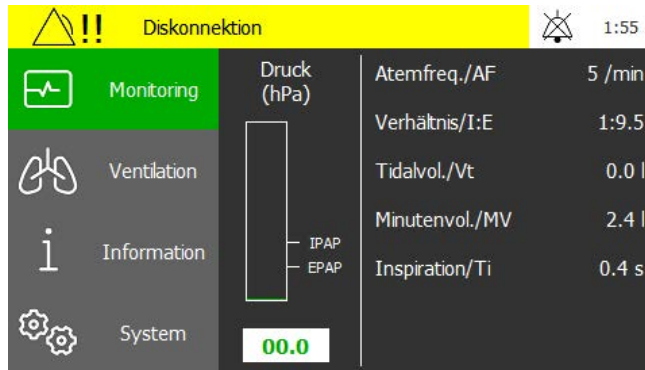 !! Diskonnektion 1:55
Monitoring
Ventilation
Information
System
Druck
(hPa)
IPAP
EPAP
00.0
Atemfreq./AF 5 /min
Verhältnis/I:E 1:9.5
Tidalvol./Vt 0.0 l
Minutenvol./MV 2.4 l
Inspiration/Ti 0.4 s